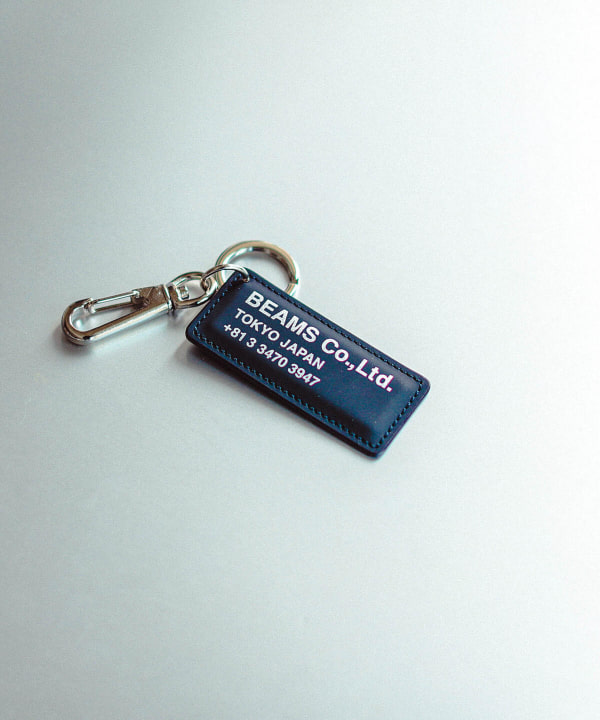 BEAMS Co.,Ltd.
TOKYO JAPAN
+81 3 3470 3947